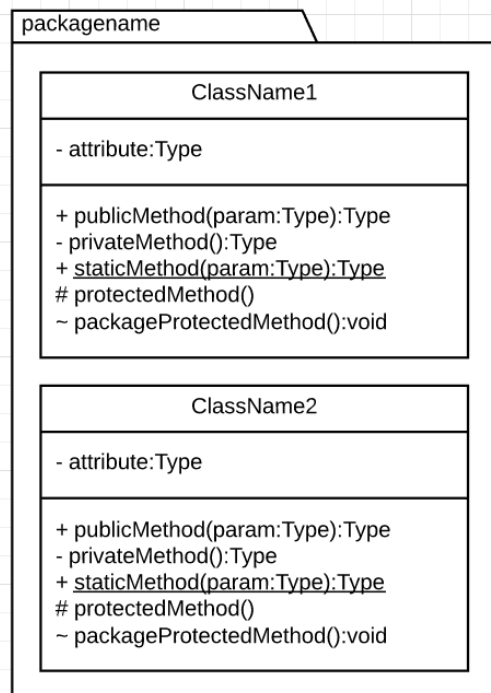 packagename
ClassName1
- attribute:Type
+ publicMethod(param:Type):Type
- privateMethod():Type
+ staticMethod(param:Type):Type
# protectedMethod()
~ packageProtectedMethod():void
ClassName2
- attribute:Type
+ publicMethod(param:Type):Type
- privateMethod():Type
+ staticMethod(param:Type):Type
# protectedMethod()
~ packageProtectedMethod():void